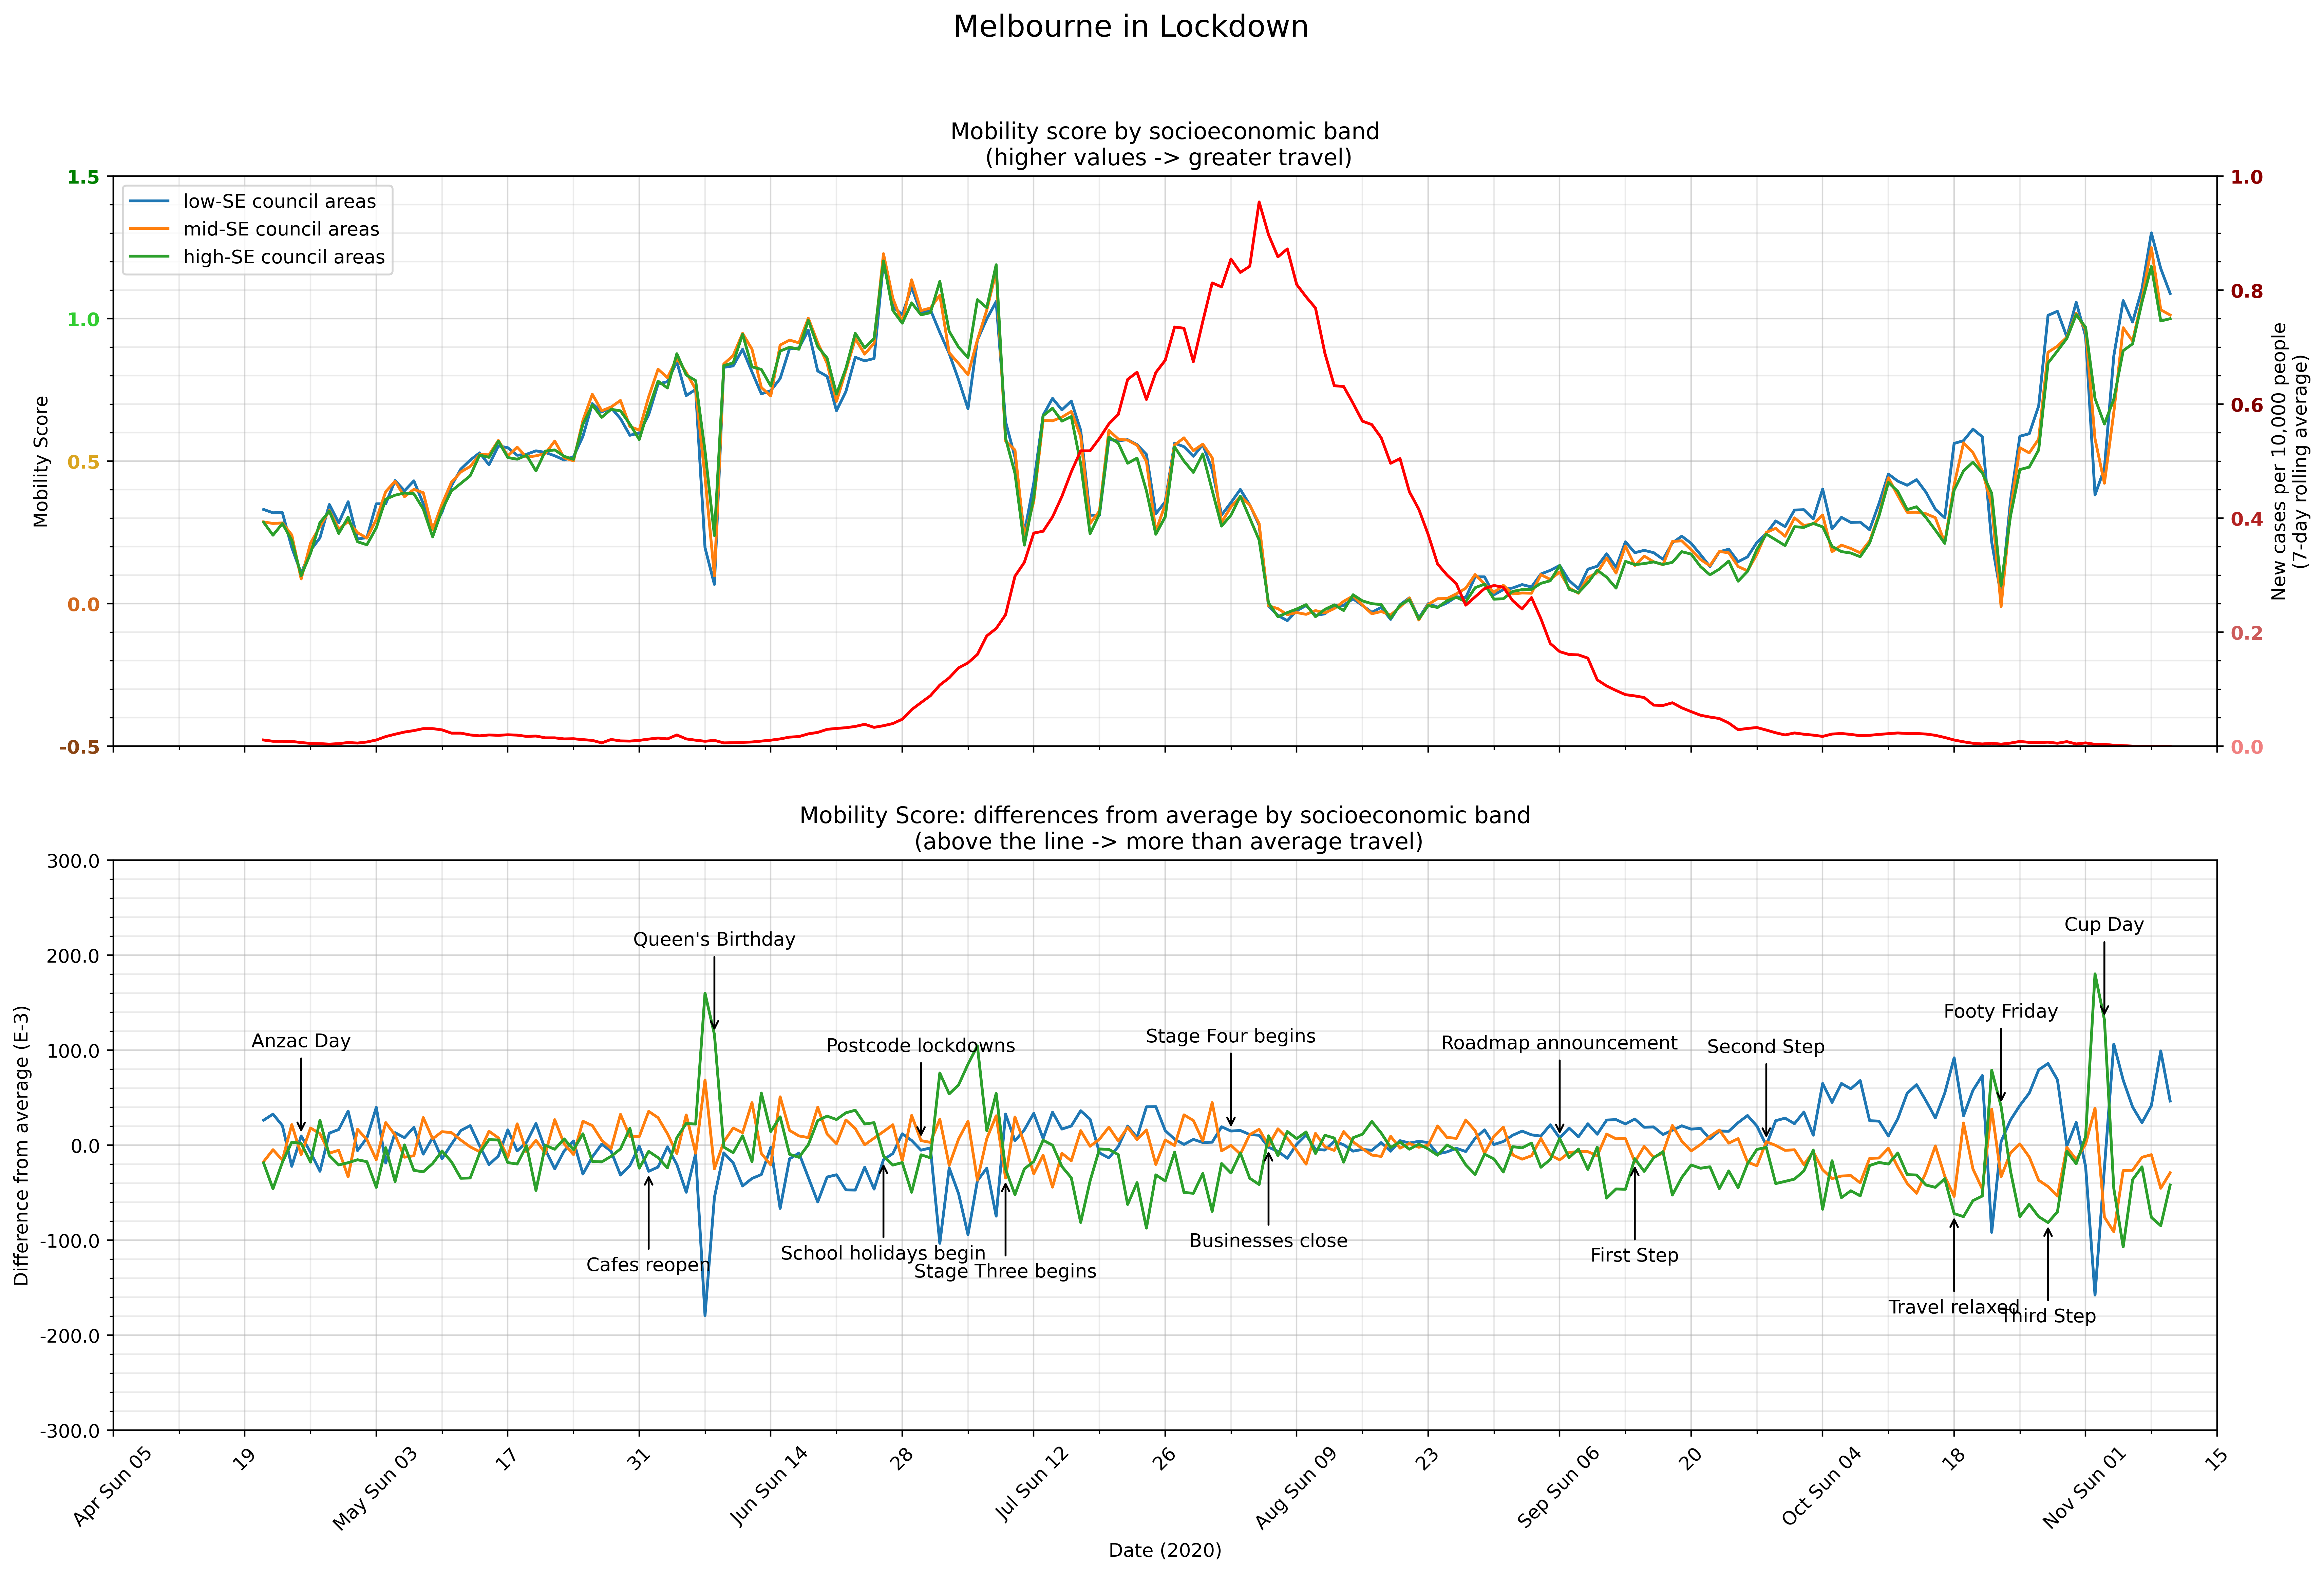 Melbourne in Lockdown
Mobility score by socioeconomic band
(higher values -> greater travel)
1.5
1.0
0.5
0.0
-0.5
Mobility Score
low-SE council areas
mid-SE council areas
high-SE council areas
1.0
0.8
0.6
0.4
0.2
0.0
New cases per 10,000 people
(7-day rolling average)
Mobility Score: differences from average by socioeconomic band
(above the line -> more than average travel)
300.0
200.0
100.0
0.0
-100.0
-200.0
-300.0
Difference from average (E-3)
Anzac Day
Queen's Birthday
Cafes reopen
Postcode lockdowns
School holidays begin
Stage Three begins
Stage Four begins
Businesses close
Roadmap announcement
First Step
Second Step
Footy Friday
Travel relaxed
Third Step
Cup Day
Apr Sun 05
19
May Sun 03
17
31
Jun Sun 14
28
Jul Sun 12
26
Aug Sun 09
23
Sep Sun 06
20
Oct Sun 04
18
Nov Sun 01
15
Date (2020)